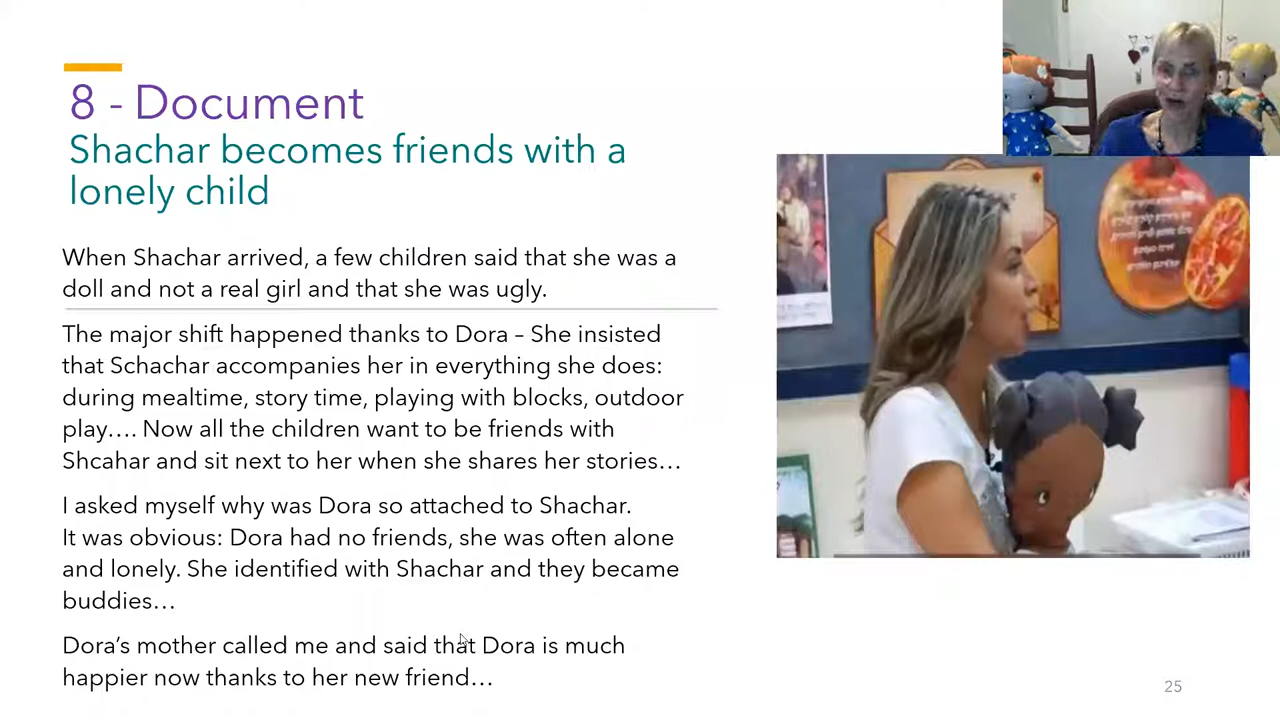 8 - Document
Shachar becomes friends with a
lonely child
When Shachar arrived, a few children said that she was a
doll and not a real girl and that she was ugly.
The major shift happened thanks to Dora – She insisted
that Schachar accompanies her in everything she does:
during mealtime, story time, playing with blocks, outdoor
play…. Now all the children want to be friends with
Shcahar and sit next to her when she shares her stories…
I asked myself why was Dora so attached to Shachar.
It was obvious: Dora had no friends, she was often alone
and lonely. She identified with Shachar and they became
buddies…
Dora’s mother called me and said that Dora is much
happier now thanks to her new friend…
25